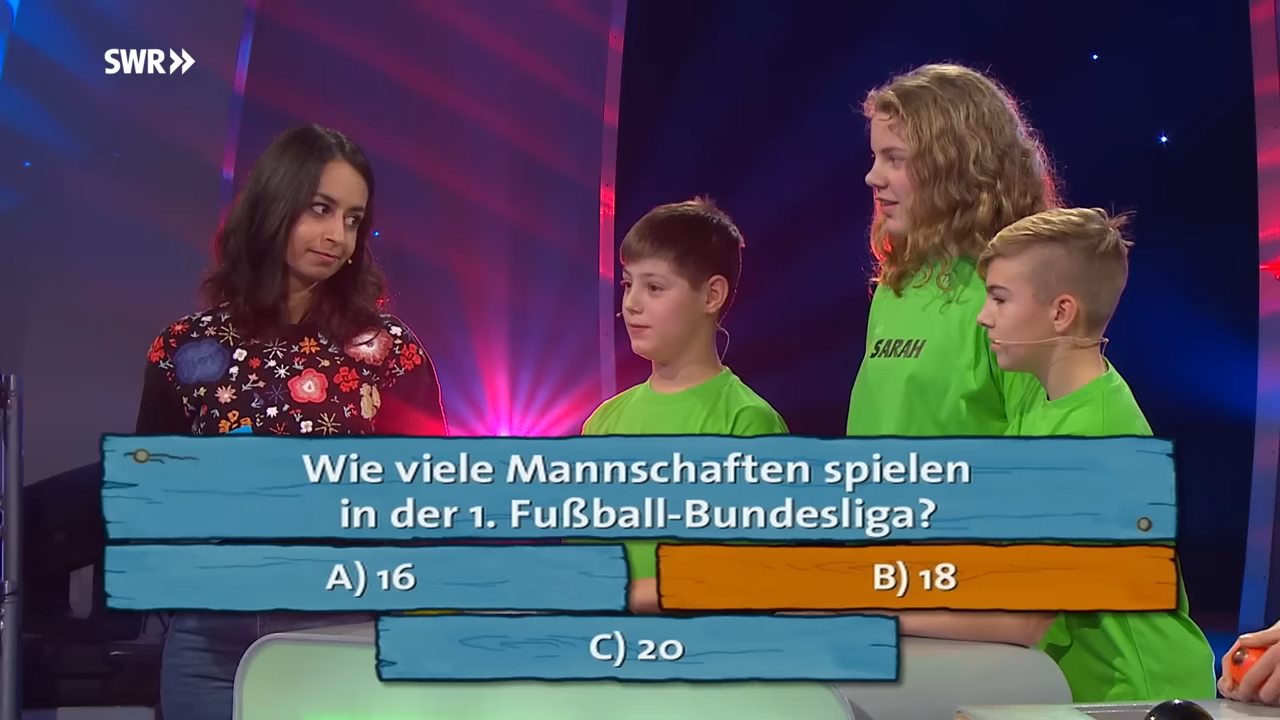 SWR
SARAH
Wie viele Mannschaften spielen
in der 1. Fußball-Bundesliga?
A) 16
B) 18
C) 20